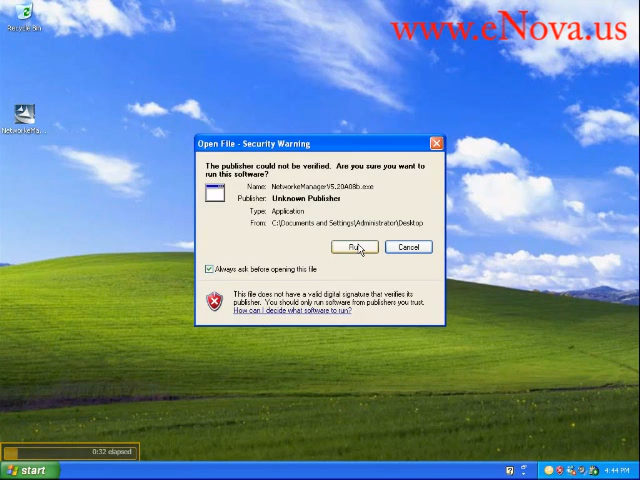 www.eNova.us
Recycle Bin
NetworkeMa...
Open File - Security Warning
The publisher could not be verified. Are you sure you want to
run this software?
Name: NetworkeManagerV5.20A08b.exe
Publisher: Unknown Publisher
Type: Application
From: C:\Documents and Settings\Administrator\Desktop
Run
Cancel
Always ask before opening this file
This file does not have a valid digital signature that verifies its
publisher. You should only run software from publishers you trust.
How can I decide what software to run?
0:32 elapsed
start
4:44 PM